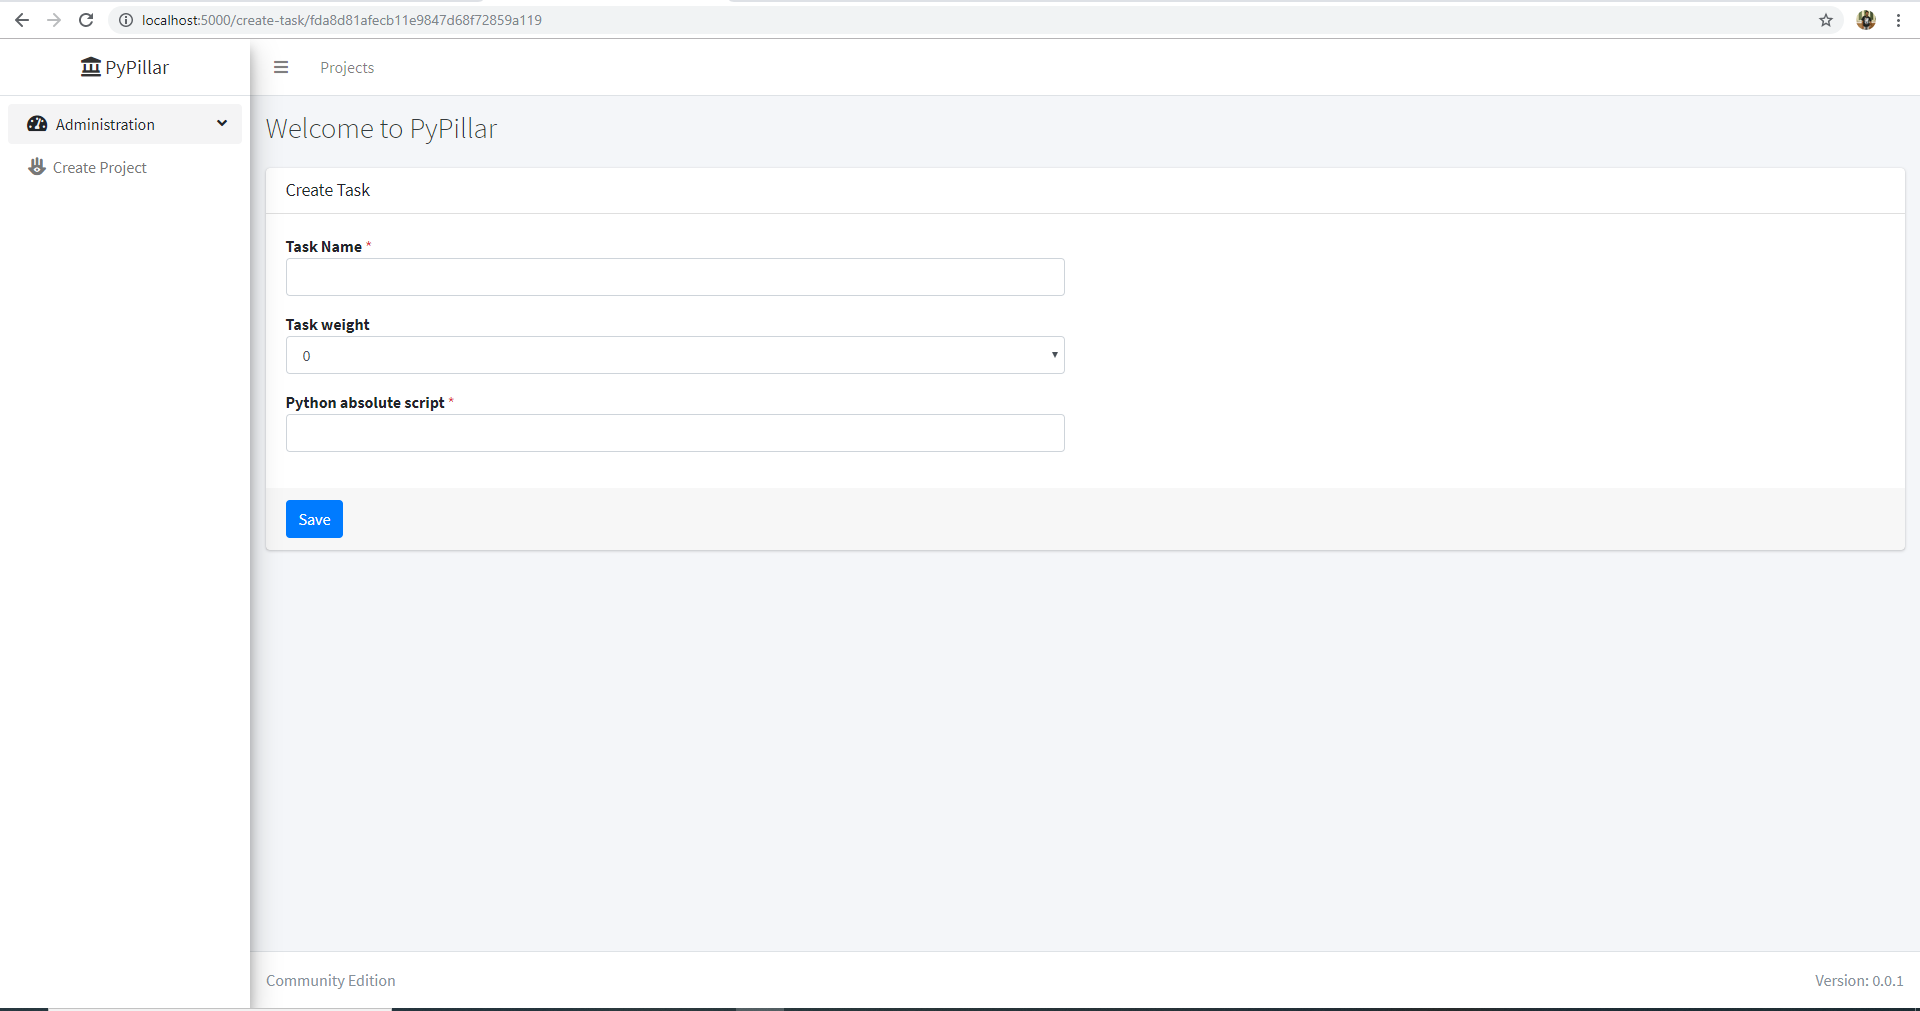 localhost:5000/create-task/fda8d81afecb11e9847d68f72859a119
PyPillar
Projects
Administration
Create Project
Welcome to PyPillar
Create Task
Task Name *
Task weight
0
Python absolute script *
Save
Community Edition
Version: 0.0.1